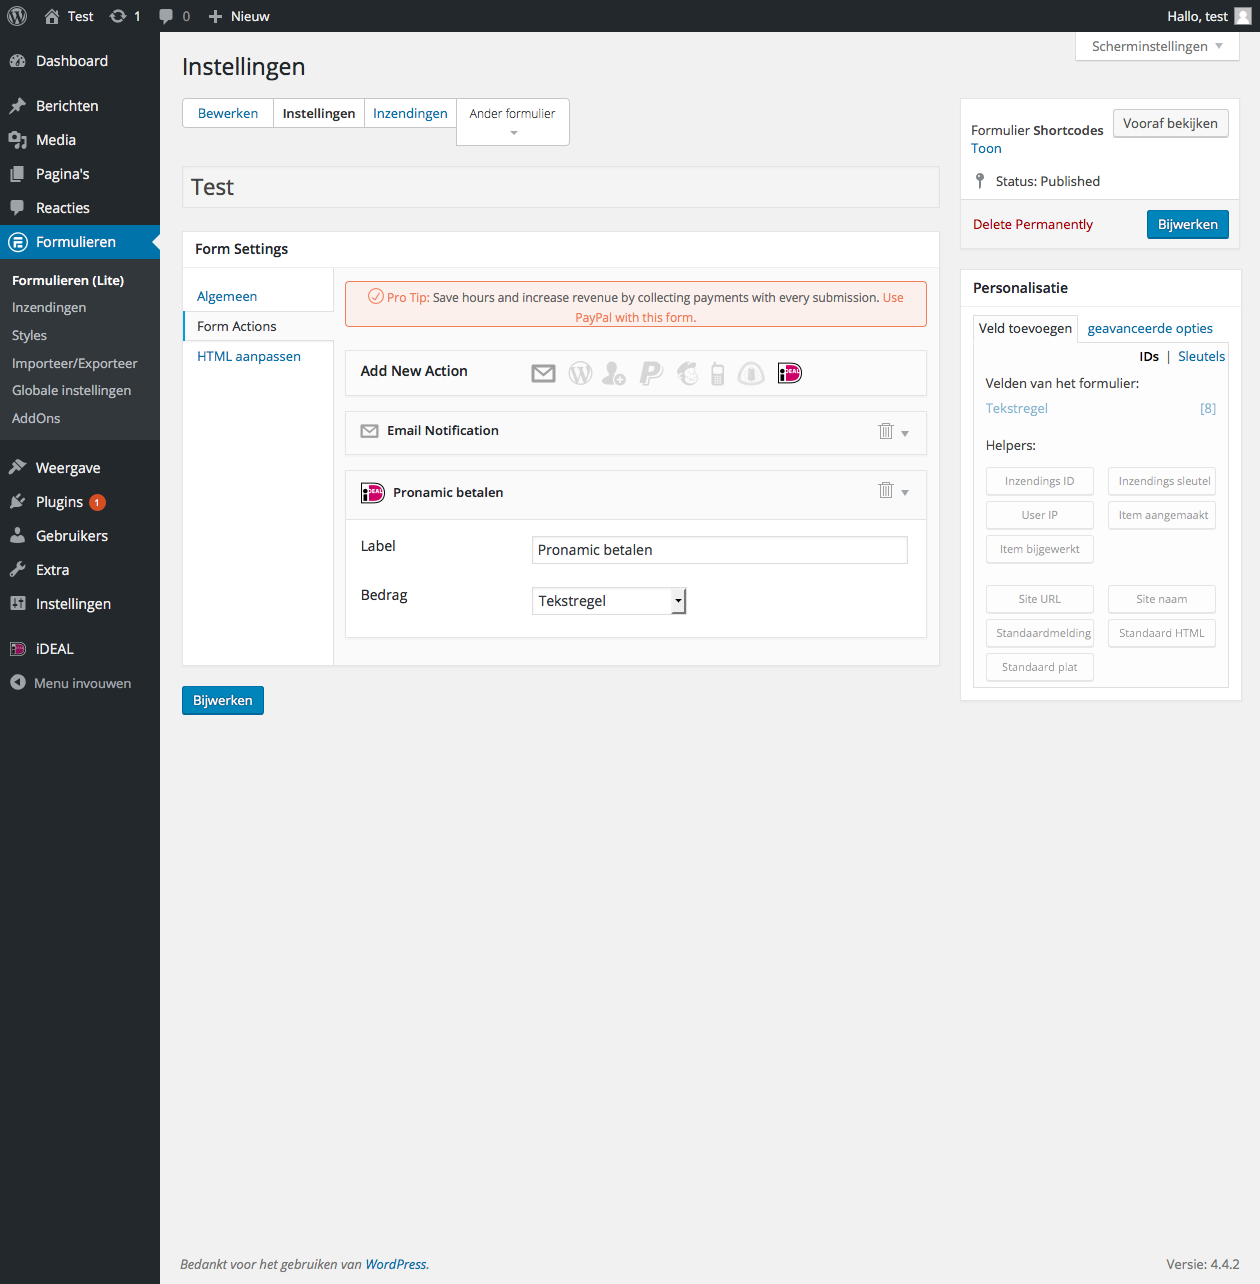 Test
1
0
Nieuw
Hallo, test
Dashboard
Berichten
Media
Pagina's
Reacties
Formulieren
Formulieren (Lite)
Inzendingen
Styles
Importeer/Exporteer
Globale instellingen
AddOns
Weergave
Plugins 1
Gebruikers
Extra
Instellingen
iDEAL
Menu invouwen
Scherminstellingen
Instellingen
Bewerken
Instellingen
Inzendingen
Ander formulier
Test
Form Settings
Algemeen
Form Actions
HTML aanpassen
Pro Tip: Save hours and increase revenue by collecting payments with every submission. Use
PayPal with this form.
Add New Action
iDEAL
Email Notification
iDEAL
Pronamic betalen
Label
Pronamic betalen
Bedrag
Tekstregel
Bijwerken
Formulier Shortcodes
Toon
Vooraf bekijken
Status: Published
Delete Permanently
Bijwerken
Personalisatie
Veld toevoegen
geavanceerde opties
IDs | Sleutels
Velden van het formulier:
Tekstregel [8]
Helpers:
Inzendings ID
Inzendings sleutel
User IP
Item aangemaakt
Item bijgewerkt
Site URL
Site naam
Standaardmelding
Standaard HTML
Standaard plat
Bedankt voor het gebruiken van WordPress.
Versie: 4.4.2